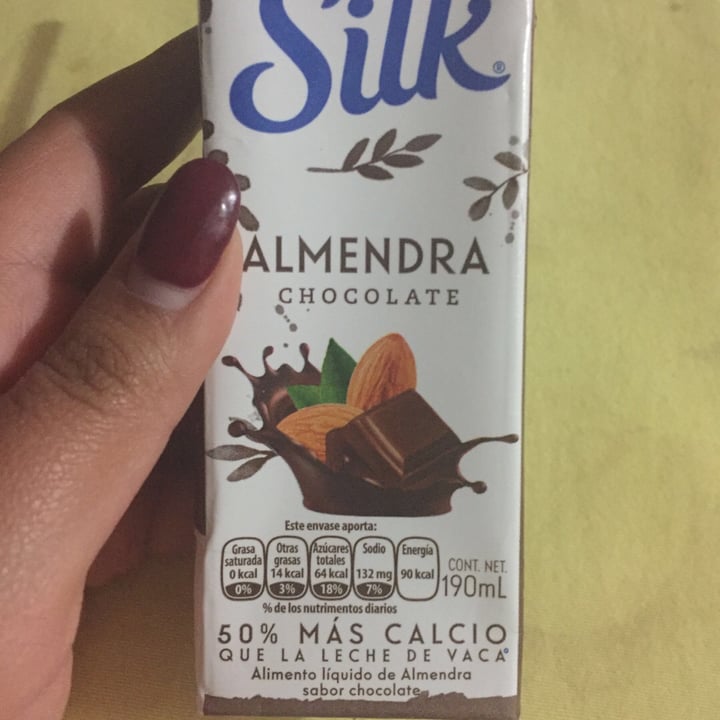 Silk®
ALMENDRA
CHOCOLATE
Este envase aporta:
Grasa saturada 0 kcal 0%
Otras grasas 14 kcal 3%
Azúcares totales 64 kcal 18%
Sodio 132 mg 7%
Energía 90 kcal
CONT. NET.
190mL
% de los nutrimentos diarios
50% MÁS CALCIO
QUE LA LECHE DE VACA
Alimento líquido de Almendra
sabor chocolate